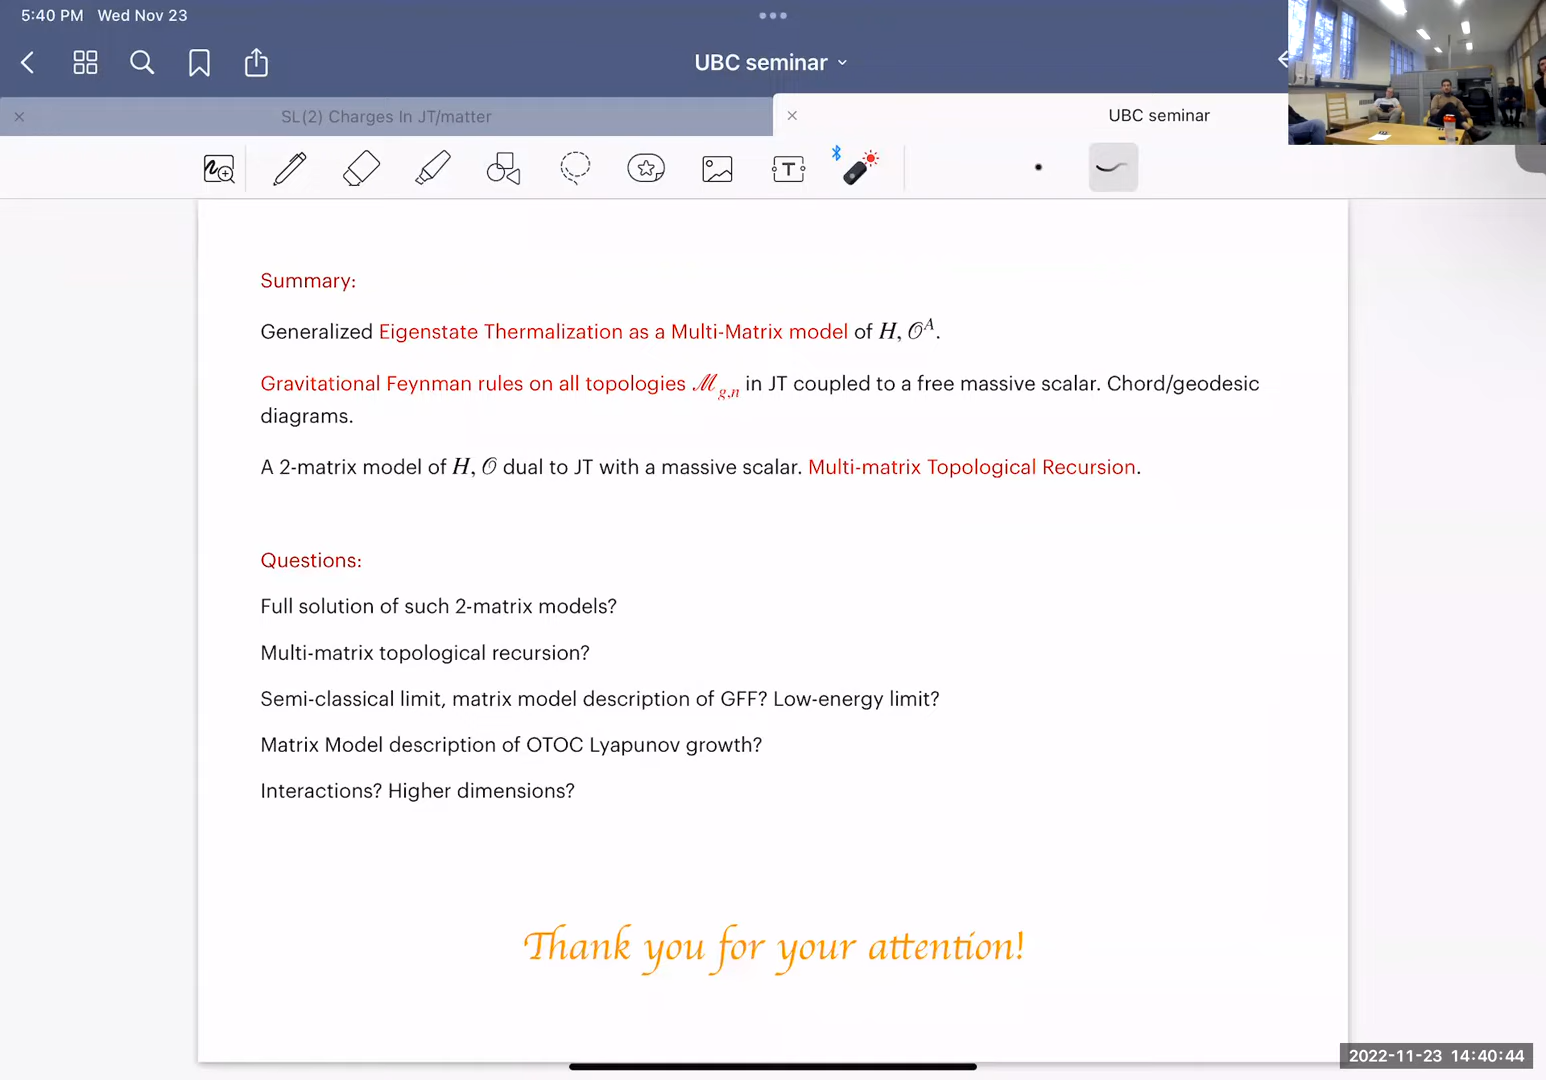 5:40 PM Wed Nov 23
UBC seminar
SL(2) Charges In JT/matter
UBC seminar
T
Summary:
Generalized Eigenstate Thermalization as a Multi-Matrix model of H, 𝒪^A.
Gravitational Feynman rules on all topologies ℳ_{g,n} in JT coupled to a free massive scalar. Chord/geodesic
diagrams.
A 2-matrix model of H, 𝒪 dual to JT with a massive scalar. Multi-matrix Topological Recursion.
Questions:
Full solution of such 2-matrix models?
Multi-matrix topological recursion?
Semi-classical limit, matrix model description of GFF? Low-energy limit?
Matrix Model description of OTOC Lyapunov growth?
Interactions? Higher dimensions?
Thank you for your attention!
2022-11-23 14:40:44